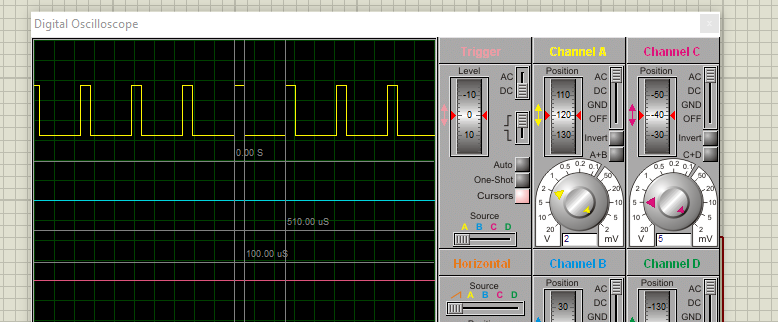 Digital Oscilloscope
x
Trigger
Channel A
Channel C
Level
-10
0
10
AC
DC
Auto
One-Shot
Cursors
Source
A B C D
Position
110
120
130
AC
DC
GND
OFF
Invert
A+B
20 10 5 2 1 0.5 0.2 0.1 50 20 10 5 2
V 2 mV
Position
-50
-40
-30
AC
DC
GND
OFF
Invert
C+D
20 10 5 2 1 0.5 0.2 0.1 50 20 10 5 2
V 5 mV
0.00 S
510.00 uS
100.00 uS
Horizontal
Source
A B C D
Position
Channel B
Position
30
AC
DC
GND
Channel D
Position
-130
AC
DC
GND